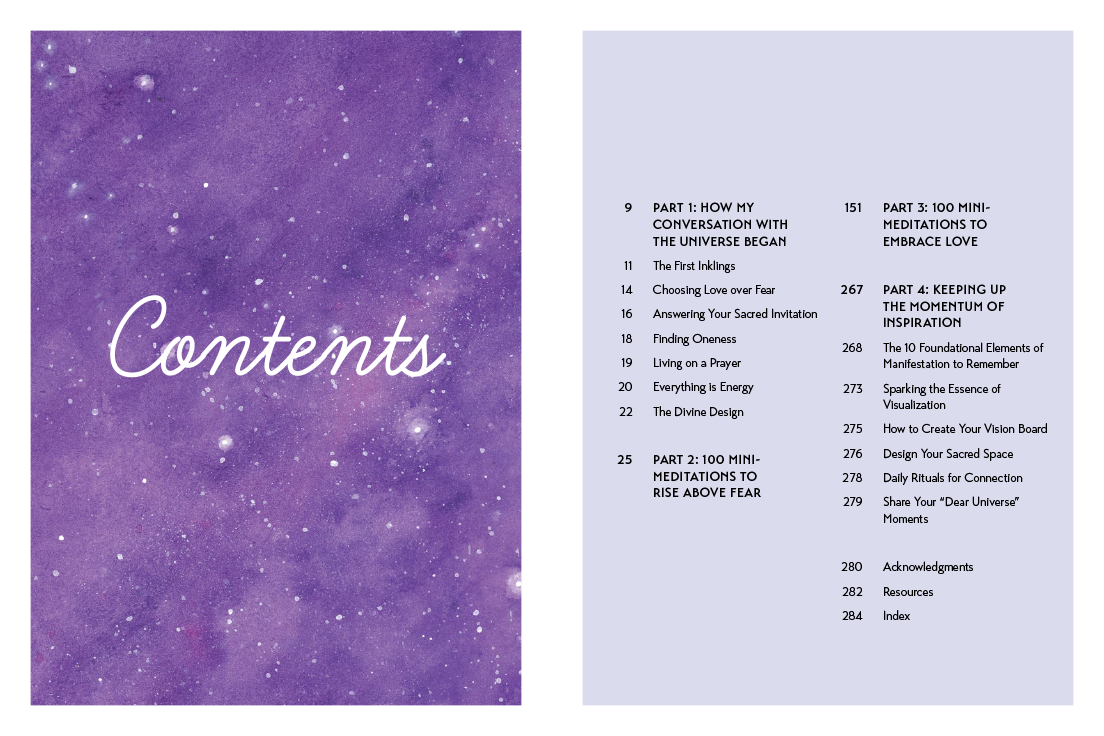 Contents
9 PART 1: HOW MY
CONVERSATION WITH
THE UNIVERSE BEGAN
11 The First Inklings
14 Choosing Love over Fear
16 Answering Your Sacred Invitation
18 Finding Oneness
19 Living on a Prayer
20 Everything is Energy
22 The Divine Design
25 PART 2: 100 MINI-
MEDITATIONS TO
RISE ABOVE FEAR
151 PART 3: 100 MINI-
MEDITATIONS TO
EMBRACE LOVE
267 PART 4: KEEPING UP
THE MOMENTUM OF
INSPIRATION
268 The 10 Foundational Elements of
Manifestation to Remember
273 Sparking the Essence of
Visualization
275 How to Create Your Vision Board
276 Design Your Sacred Space
278 Daily Rituals for Connection
279 Share Your “Dear Universe”
Moments
280 Acknowledgments
282 Resources
284 Index